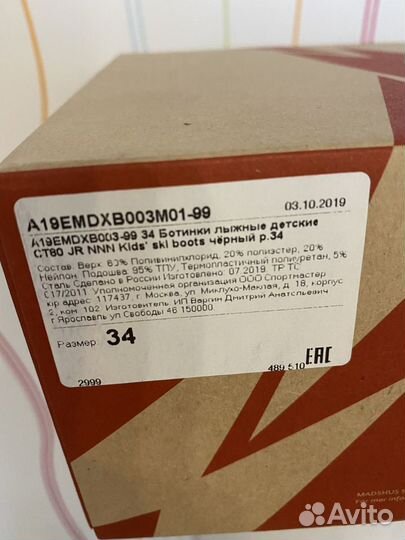 A19EMDXB003M01-99
03.10.2019
A19EMDXB003-99 34 Ботинки лыжные детские
CT80 JR NNN Kids' ski boots чёрный р.34
Состав: Верх: 60% Поливинилхлорид, 20% полиэстер, 20%
Нейлон. Подошва: 95% ТПУ, Термопластичный полиуретан, 5%
Сталь Сделано в России Изготовлено: 07.2019. ТР ТС
017/2011. Уполномоченная организация ООО Спортмастер
юр адрес: 117437, г. Москва, ул. Миклухо-Маклая, д. 18, корпус
2, ком. 102 Изготовитель: ИП Варгин Дмитрий Анатольевич
г Ярославль ул Свободы 46 150000.
Размер: 34
EAC
2999
489 510
MADSHUS
For more
Avito